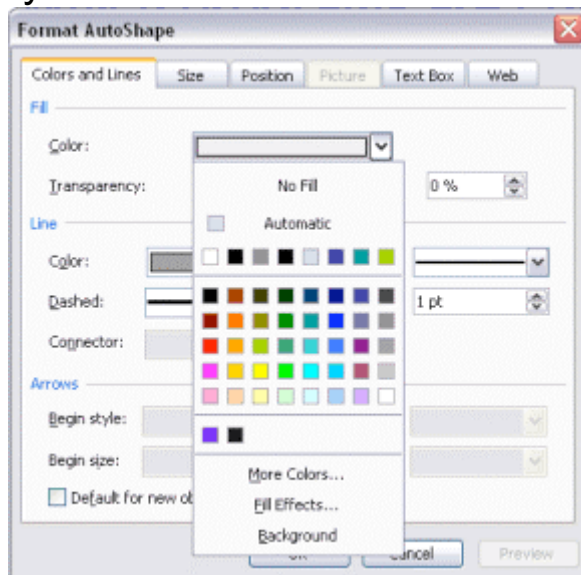 Format AutoShape
Colors and Lines Size Position Picture Text Box Web
Fill
Color:
No Fill
Transparency: 0 %
Automatic
Line
Color:
Dashed: 1 pt
Connector:
Arrows
Begin style:
Begin size:
More Colors...
Default for new ob
Fill Effects...
Background
OK Cancel Preview